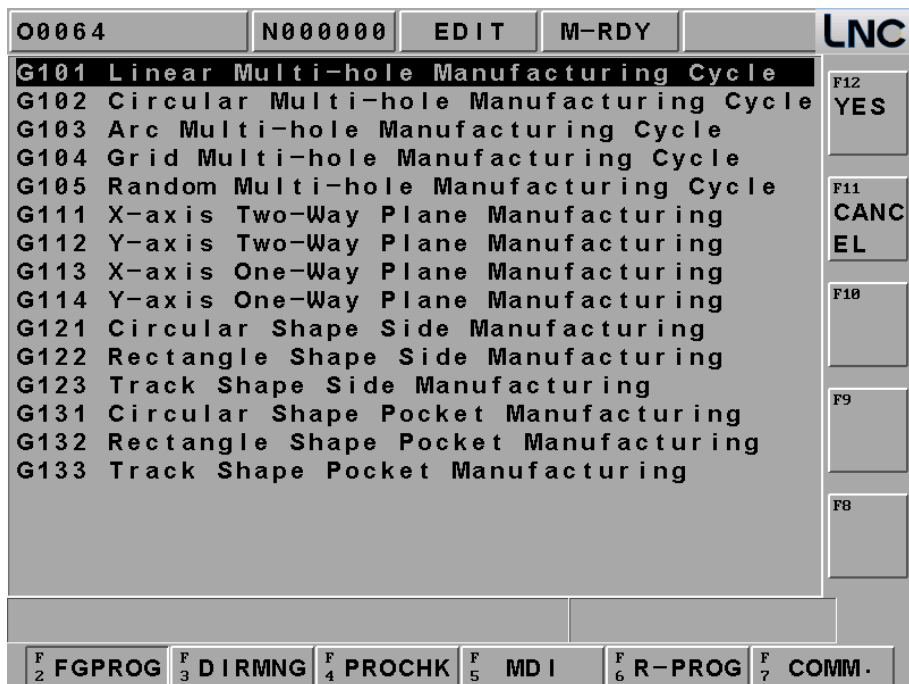 O0064 N000000 EDIT M-RDY LNC
G101 Linear Multi-hole Manufacturing Cycle
G102 Circular Multi-hole Manufacturing Cycle
G103 Arc Multi-hole Manufacturing Cycle
G104 Grid Multi-hole Manufacturing Cycle
G105 Random Multi-hole Manufacturing Cycle
G111 X-axis Two-Way Plane Manufacturing
G112 Y-axis Two-Way Plane Manufacturing
G113 X-axis One-Way Plane Manufacturing
G114 Y-axis One-Way Plane Manufacturing
G121 Circular Shape Side Manufacturing
G122 Rectangle Shape Side Manufacturing
G123 Track Shape Side Manufacturing
G131 Circular Shape Pocket Manufacturing
G132 Rectangle Shape Pocket Manufacturing
G133 Track Shape Pocket Manufacturing
F12
YES
F11
CANC
EL
F10
F9
F8
F2 FGPROG F3 DIRMNG F4 PROCHK F5 MDI F6 R-PROG F7 COMM.